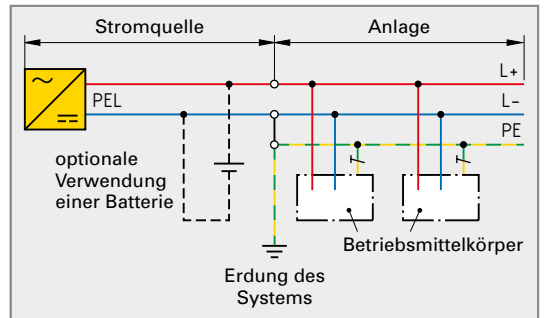 Stromquelle
Anlage
L+
PEL
L–
PE
optionale
Verwendung
einer Batterie
Betriebsmittelkörper
Erdung des
Systems